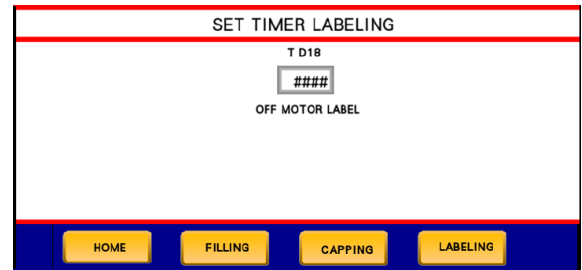 SET TIMER LABELING
T D18
####
OFF MOTOR LABEL
HOME FILLING CAPPING LABELING